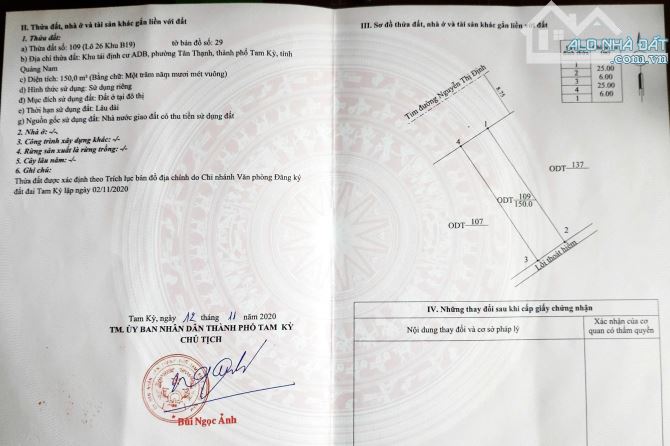 II. Thửa đất, nhà ở và tài sản khác gắn liền với đất
1. Thửa đất:
a) Thửa đất số: 109 (Lô 26 Khu B19) tờ bản đồ số: 29
b) Địa chỉ thửa đất: Khu tái định cư ADB, phường Tân Thạnh, thành phố Tam Kỳ, tỉnh
Quảng Nam
c) Diện tích: 150,0 m² (Bằng chữ: Một trăm năm mươi mét vuông)
d) Hình thức sử dụng: Sử dụng riêng
đ) Mục đích sử dụng đất: Đất ở tại đô thị
e) Thời hạn sử dụng đất: Lâu dài
g) Nguồn gốc sử dụng đất: Nhà nước giao đất có thu tiền sử dụng đất
2. Nhà ở: -/-
3. Công trình xây dựng khác: -/-
4. Rừng sản xuất là rừng trồng: -/-
5. Cây lâu năm: -/-
6. Ghi chú:
Thửa đất được xác định theo Trích lục bản đồ địa chính do Chi nhánh Văn phòng Đăng ký
đất đai Tam Kỳ lập ngày 02/11/2020
Tam Kỳ, ngày 12 tháng 11 năm 2020
TM. ỦY BAN NHÂN DÂN THÀNH PHỐ TAM KỲ
CHỦ TỊCH
Bùi Ngọc Ảnh
III. Sơ đồ thửa đất, nhà ở và tài sản khác gắn liền với đất
ALO NHÀ ĐẤT
1
25.00
2
6.00
3
25.00
4
6.00
1
Tim đường Nguyễn Thị Định
8.75
1
4
ODT 137
ODT 109
150.0
ODT 107
2
3
Lối thoát hiểm
IV. Những thay đổi sau khi cấp giấy chứng nhận
Nội dung thay đổi và cơ sở pháp lý
Xác nhận của cơ
quan có thẩm quyền